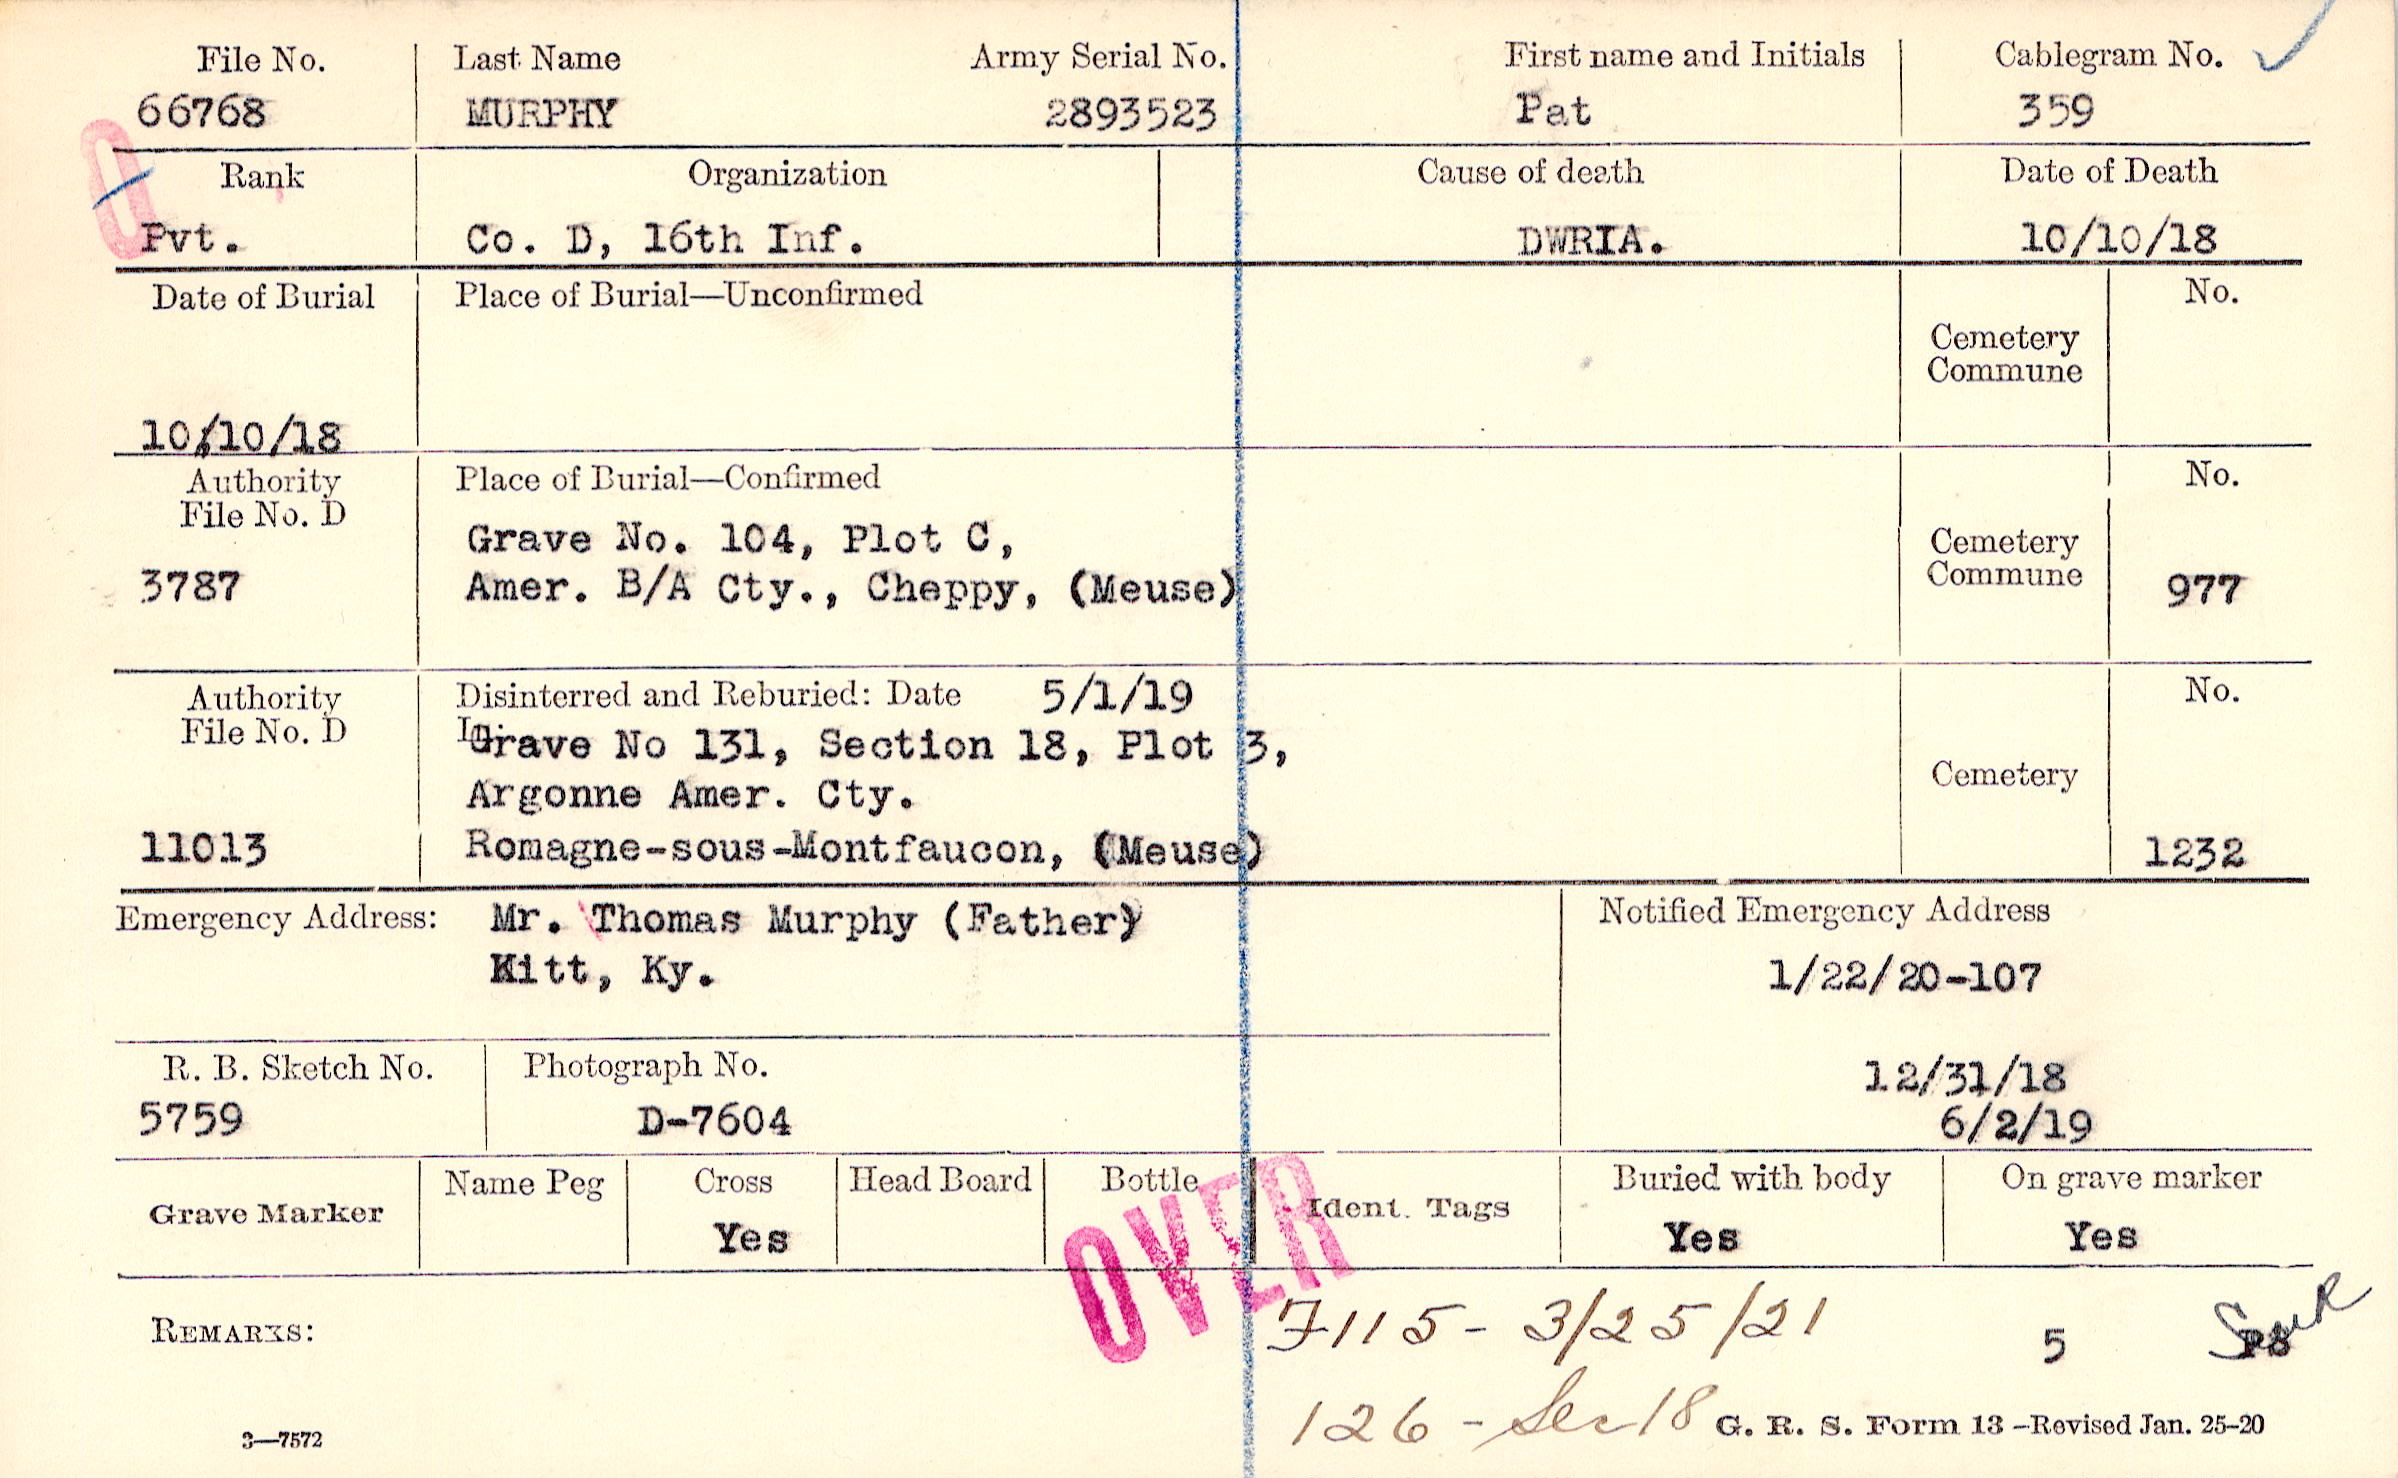 File No. Last Name Army Serial No. First name and Initials Cablegram No.
66768 MURPHY 2893523 Pat 359
Rank Organization Cause of death Date of Death
Pvt. Co. D, 16th Inf. DWRIA. 10/10/18
Date of Burial Place of Burial—Unconfirmed No.
Cemetery
Commune
10/10/18
Authority Place of Burial—Confirmed No.
File No. D
Grave No. 104, Plot C,
Cemetery
3787 Amer. B/A Cty., Cheppy, (Meuse) Commune 977
Authority Disinterred and Reburied: Date 5/1/19 No.
File No. D In:
Grave No 131, Section 18, Plot 3,
Argonne Amer. Cty. Cemetery
11013 Romagne-sous-Montfaucon, (Meuse) 1232
Emergency Address: Mr. Thomas Murphy (Father) Notified Emergency Address
Kitt, Ky. 1/22/20-107
R. B. Sketch No. Photograph No. 12/31/18
5759 D-7604 6/2/19
Grave Marker Name Peg Cross Head Board Bottle Ident. Tags Buried with body On grave marker
Yes Yes Yes
OVER
REMARKS: 7115- 3/25/21 5
126 - Sec 18 G. R. S. Form 13 -Revised Jan. 25-20
3—7572